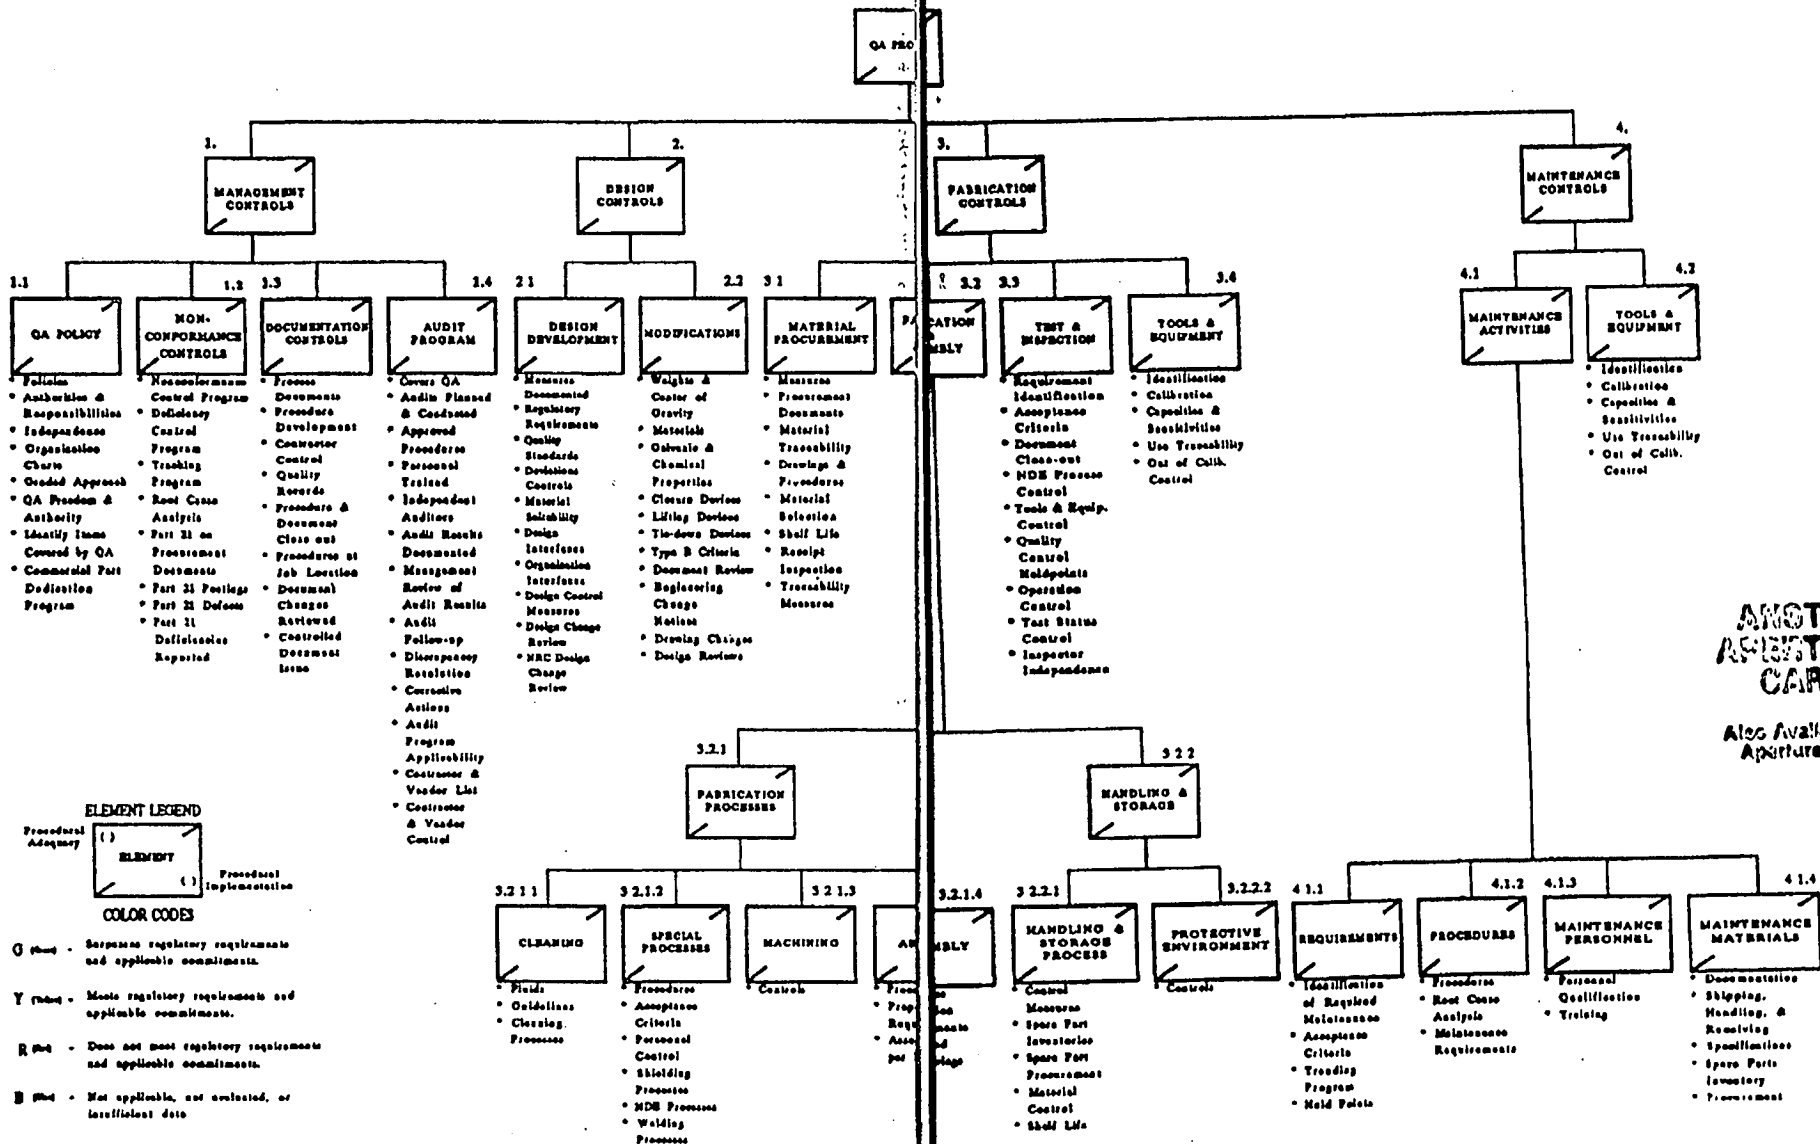 QA PRO
1.
MANAGEMENT
CONTROLS
2.
DESIGN
CONTROLS
3.
FABRICATION
CONTROLS
4.
MAINTENANCE
CONTROLS
1.1
QA POLICY
* Policies
* Authorities &
Responsibilities
* Independence
* Organization
Charts
* Graded Approach
* QA Freedom &
Authority
* Identify Items
Covered by QA
* Commercial Part
Dedication
Program
1.2
NON-
CONFORMANCE
CONTROLS
* Nonconformance
Control Program
* Deficiency
Control
Program
* Tracking
Program
* Root Cause
Analysis
* Part 21 on
Procurement
Documents
* Part 21 Postings
* Part 21 Defects
* Part 21
Deficiencies
Reported
1.3
DOCUMENTATION
CONTROLS
* Process
Documents
* Procedure
Development
* Contractor
Control
* Quality
Records
* Procedure &
Document
Close out
* Procedures at
Job Location
* Document
Changes
Reviewed
* Controlled
Document
Issue
1.4
AUDIT
PROGRAM
* Covers QA
* Audits Planned
& Conducted
* Approved
Procedures
* Personnel
Trained
* Independent
Auditors
* Audit Results
Documented
* Management
Review of
Audit Results
* Audit
Follow-up
* Discrepancy
Resolution
* Corrective
Actions
* Audit
Program
Applicability
* Contractor &
Vendor List
* Contractor
& Vendor
Control
2.1
DESIGN
DEVELOPMENT
* Measures
Documented
* Regulatory
Requirements
* Quality
Standards
* Deviations
Controls
* Material
Suitability
* Design
Interfaces
* Organization
Interfaces
* Design Control
Measures
* Design Change
Review
* NRC Design
Change
Review
2.2
MODIFICATIONS
* Weights &
Center of
Gravity
* Materials
* Galvanic &
Chemical
Properties
* Closure Devices
* Lifting Devices
* Tie-down Devices
* Type B Criteria
* Document Review
* Engineering
Change
Notices
* Drawing Changes
* Design Reviews
3.1
MATERIAL
PROCUREMENT
* Measures
* Procurement
Documents
* Material
Traceability
* Drawings &
Procedures
* Material
Selection
* Shelf Life
* Receipt
Inspection
* Traceability
Measures
3.2
CATION
&
MBLY
3.3
TEST &
INSPECTION
* Requirement
Identification
* Acceptance
Criteria
* Document
Close-out
* NDE Process
Control
* Tools & Equip.
Control
* Quality
Control
Holdpoints
* Operation
Control
* Test Status
Control
* Inspector
Independence
3.4
TOOLS &
EQUIPMENT
* Identification
* Calibration
* Capacities &
Sensitivities
* Use Traceability
* Out of Calib.
Control
4.1
MAINTENANCE
ACTIVITIES
4.2
TOOLS &
EQUIPMENT
* Identification
* Calibration
* Capacities &
Sensitivities
* Use Traceability
* Out of Calib.
Control
ANST
APERT
CAR
Also Avail
Aperture
3.2.1
FABRICATION
PROCESSES
3.2.2
HANDLING &
STORAGE
3.2.1.1
CLEANING
* Fluids
* Guidelines
* Cleaning
Processes
3.2.1.2
SPECIAL
PROCESSES
* Procedures
* Acceptance
Criteria
* Personnel
Control
* Shielding
Processes
* NDE Processes
* Welding
Processes
3.2.1.3
MACHINING
* Controls
3.2.1.4
MBLY
3.2.2.1
HANDLING &
STORAGE
PROCESS
* Control
Measures
* Spare Part
Inventories
* Spare Part
Procurement
* Material
Control
* Shelf Life
3.2.2.2
PROTECTIVE
ENVIRONMENT
* Controls
4.1.1
REQUIREMENTS
* Identification
of Required
Maintenance
* Acceptance
Criteria
* Trending
Program
* Hold Points
4.1.2
PROCEDURES
* Procedures
* Root Cause
Analysis
* Maintenance
Requirements
4.1.3
MAINTENANCE
PERSONNEL
* Personnel
Qualification
* Training
4.1.4
MAINTENANCE
MATERIALS
* Documentation
* Shipping,
Handling, &
Receiving
* Specifications
* Spare Parts
Inventory
* Procurement
ELEMENT LEGEND
Procedural
Adequacy
( )
ELEMENT
( )
Procedural
Implementation
COLOR CODES
G - Surpasses regulatory requirements
and applicable commitments.
Y - Meets regulatory requirements and
applicable commitments.
R - Does not meet regulatory requirements
and applicable commitments.
B - Not applicable, not evaluated, or
insufficient data